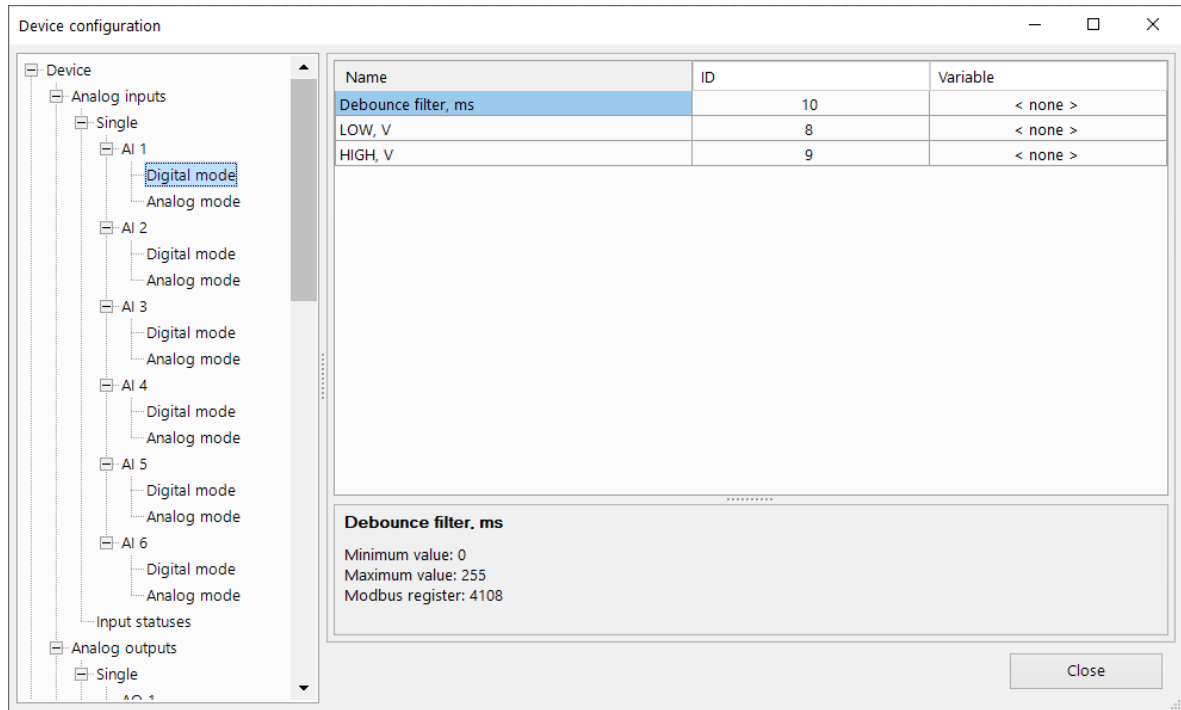 Device configuration
Device
Analog inputs
Single
AI 1
Digital mode
Analog mode
AI 2
Digital mode
Analog mode
AI 3
Digital mode
Analog mode
AI 4
Digital mode
Analog mode
AI 5
Digital mode
Analog mode
AI 6
Digital mode
Analog mode
Input statuses
Analog outputs
Single
AO 1
Name ID Variable
Debounce filter, ms 10 < none >
LOW, V 8 < none >
HIGH, V 9 < none >
Debounce filter, ms
Minimum value: 0
Maximum value: 255
Modbus register: 4108
Close